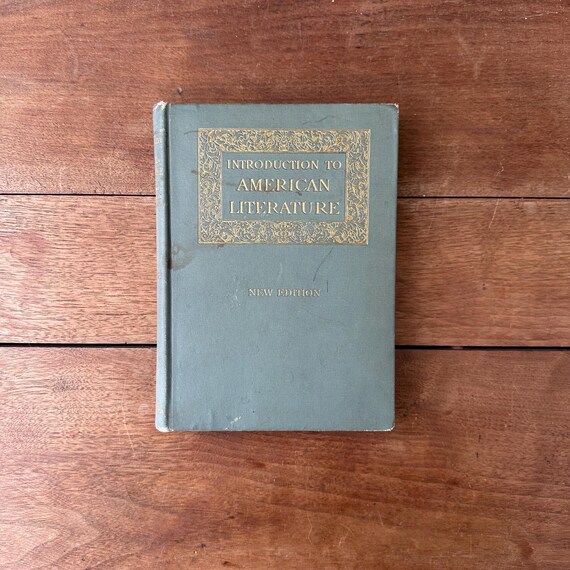 INTRODUCTION TO
AMERICAN
LITERATURE
NEW EDITION